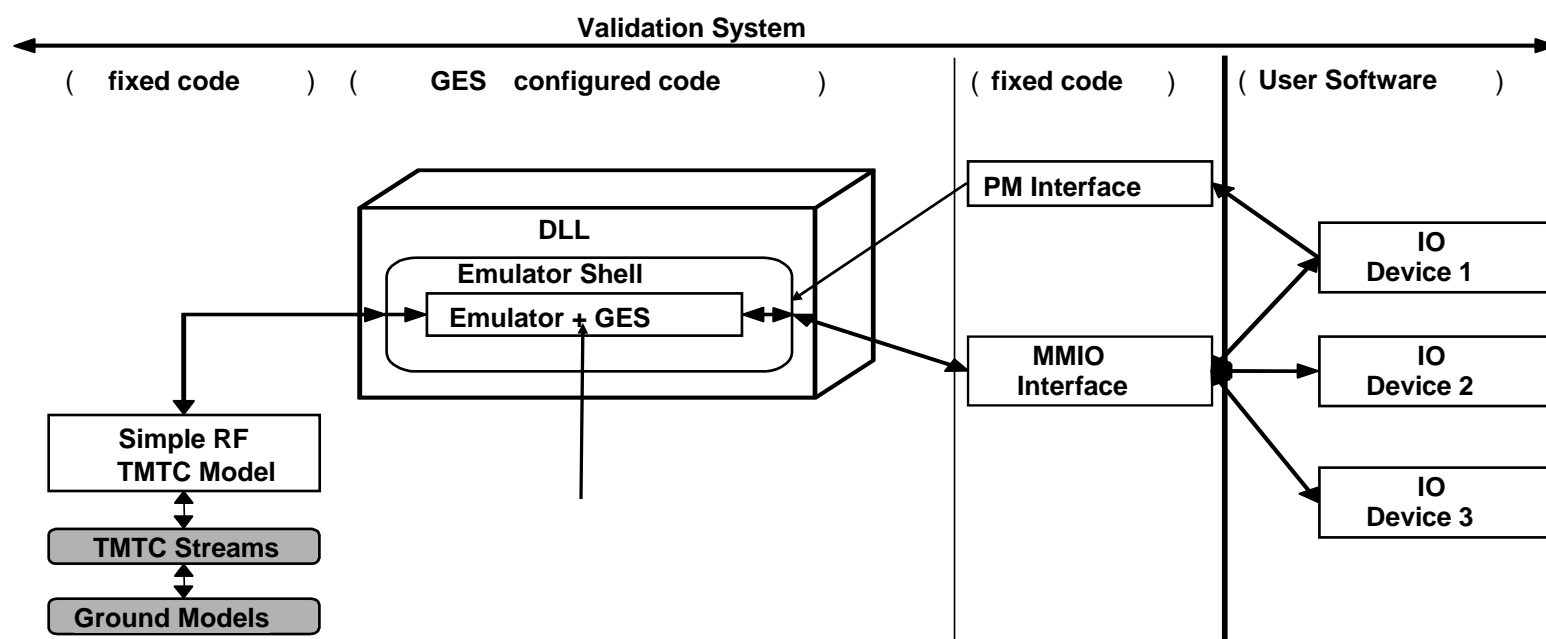 Validation System
( fixed code ) ( GES configured code ) ( fixed code ) ( User Software )
PM Interface
DLL
IO
Device 1
Emulator Shell
Emulator + GES
MMIO
Interface
IO
Device 2
Simple RF
TMTC Model
IO
Device 3
TMTC Streams
Ground Models